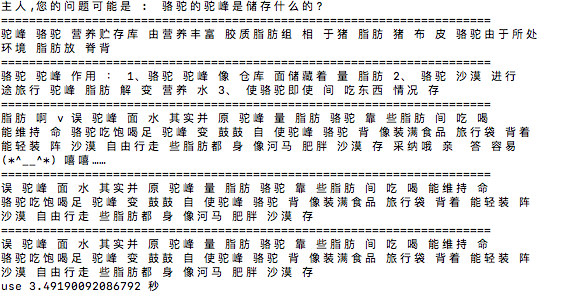 主人,您的问题可能是 : 骆驼的驼峰是储存什么的?
======================================================================
驼峰 骆驼 营养贮存库 由营养丰富 胶质脂肪组 相 于猪 脂肪 猪 布 皮 骆驼由于所处
环境 脂肪放 脊背
======================================================================
骆驼 驼峰 作用 : 1、骆驼 驼峰 像 仓库 面储藏着 量 脂肪 2、 骆驼 沙漠 进行
途旅行 驼峰 脂肪 解 变 营养 水 3、 使骆驼即使 间 吃东西 情况 存
======================================================================
脂肪 啊 v 误 驼峰 面 水 其实并 原 驼峰量 脂肪 骆驼 靠 些脂肪 间 吃 喝
能维持 命 骆驼吃饱喝足 驼峰 变 鼓鼓 自 使驼峰 骆驼 背 像装满食品 旅行袋 背着
能轻装 阵 沙漠 自由行走 些脂肪都 身 像河马 肥胖 沙漠 存 采纳哦 亲 答 容易
(*^__^*) 嘻嘻……
======================================================================
误 驼峰 面 水 其实并 原 驼峰量 脂肪 骆驼 靠 些脂肪 间 吃 喝 能维持 命
骆驼吃饱喝足 驼峰 变 鼓鼓 自 使驼峰 骆驼 背 像装满食品 旅行袋 背着 能轻装 阵
沙漠 自由行走 些脂肪都 身 像河马 肥胖 沙漠 存
======================================================================
误 驼峰 面 水 其实并 原 驼峰量 脂肪 骆驼 靠 些脂肪 间 吃 喝 能维持 命
骆驼吃饱喝足 驼峰 变 鼓鼓 自 使驼峰 骆驼 背 像装满食品 旅行袋 背着 能轻装 阵
沙漠 自由行走 些脂肪都 身 像河马 肥胖 沙漠 存
use 3.49190092086792 秒